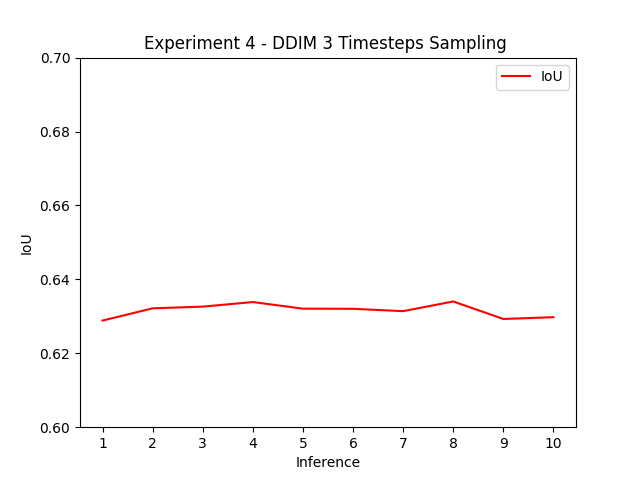 Experiment 4 - DDIM 3 Timesteps Sampling
IoU
0.70
0.68
0.66
0.64
0.62
0.60
IoU
1 2 3 4 5 6 7 8 9 10
Inference